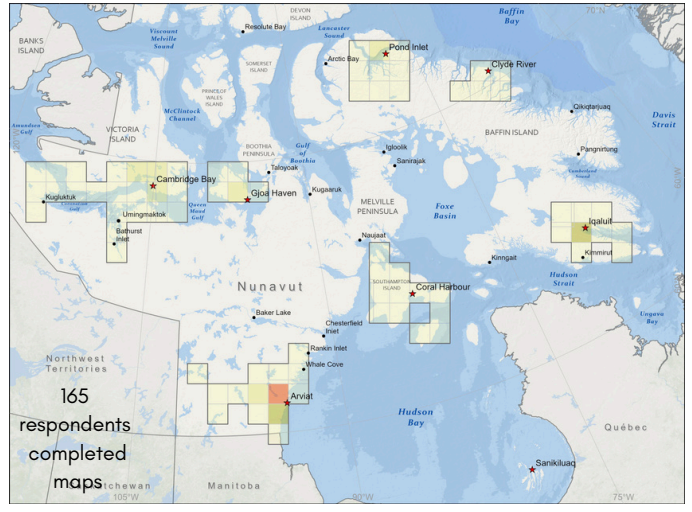 DEVON
ISLAND
Baffin
Bay
70°N
BANKS
ISLAND
Resolute Bay
Viscount
Melville
Sound
Lancaster
Sound
Pond Inlet
Arctic Bay
SOMERSET
ISLAND
Clyde River
PRINCE OF
WALES
ISLAND
McClintock
Channel
Qikiqtarjuaq
Davis
Strait
Amundsen
Gulf
VICTORIA
ISLAND
BAFFIN ISLAND
BOOTHIA
PENINSULA
Gulf
of
Boothia
Igloolik
Sanirajak
Pangnirtung
Cumberland
Sound
Taloyoak
Cambridge Bay
Gjoa Haven
Kugaaruk
60°N
Kugluktuk
Coronation
Gulf
Queen
Maud
Gulf
MELVILLE
PENINSULA
Foxe
Basin
Umingmaktok
Bathurst
Inlet
Iqaluit
Naujaat
Kinngait
Kimmirut
Hudson
Strait
SOUTHAMPTON
ISLAND
Coral Harbour
Nunavut
Baker Lake
Chesterfield
Inlet
Ungava
Bay
Rankin Inlet
Whale Cove
Northwest
Territories
Arviat
165
respondents
completed
maps
Hudson
Bay
Québec
Sanikiluaq
Manitoba
105°W
90°W
75°W